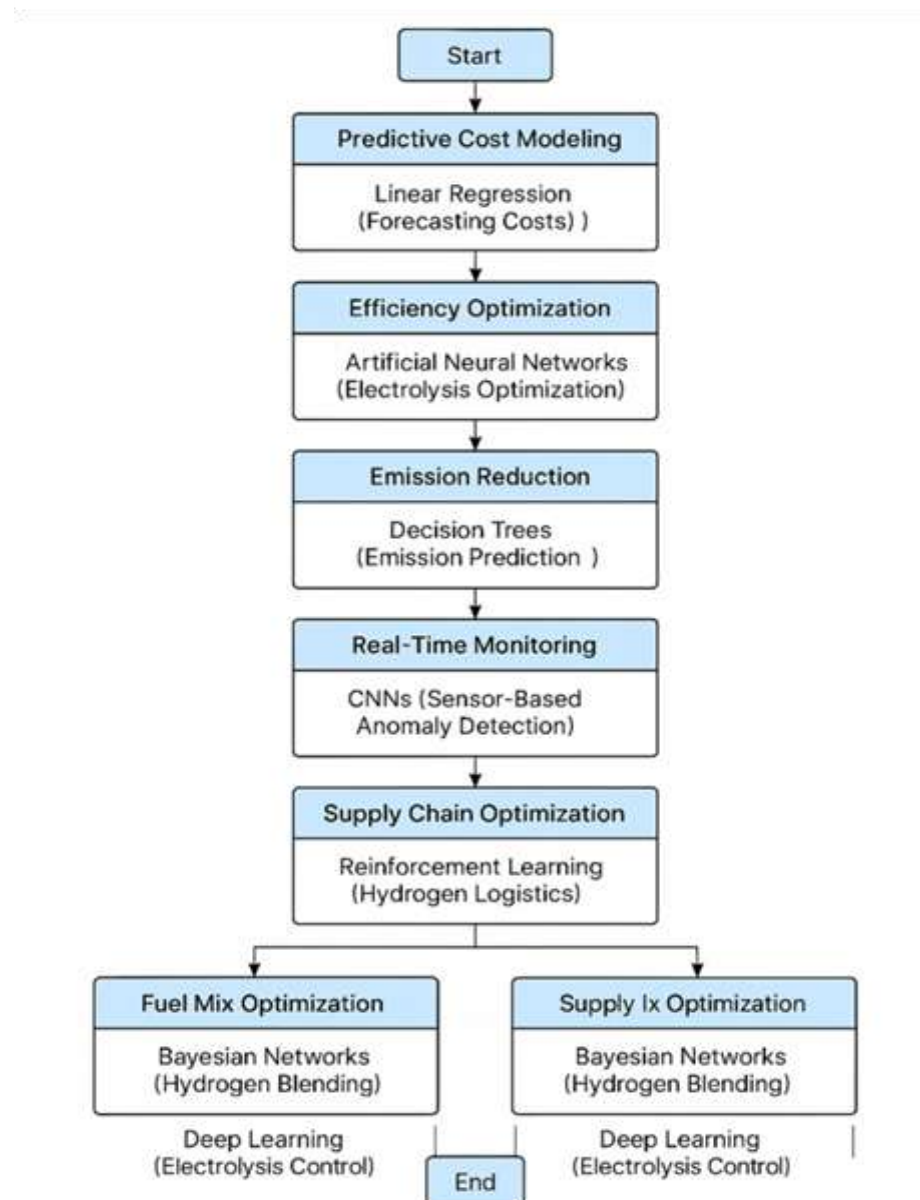 Start
Predictive Cost Modeling
Linear Regression
(Forecasting Costs) )
Efficiency Optimization
Artificial Neural Networks
(Electrolysis Optimization)
Emission Reduction
Decision Trees
(Emission Prediction )
Real-Time Monitoring
CNNs (Sensor-Based
Anomaly Detection)
Supply Chain Optimization
Reinforcement Learning
(Hydrogen Logistics)
Fuel Mix Optimization
Bayesian Networks
(Hydrogen Blending)
Deep Learning
(Electrolysis Control)
Supply Ix Optimization
Bayesian Networks
(Hydrogen Blending)
Deep Learning
(Electrolysis Control)
End